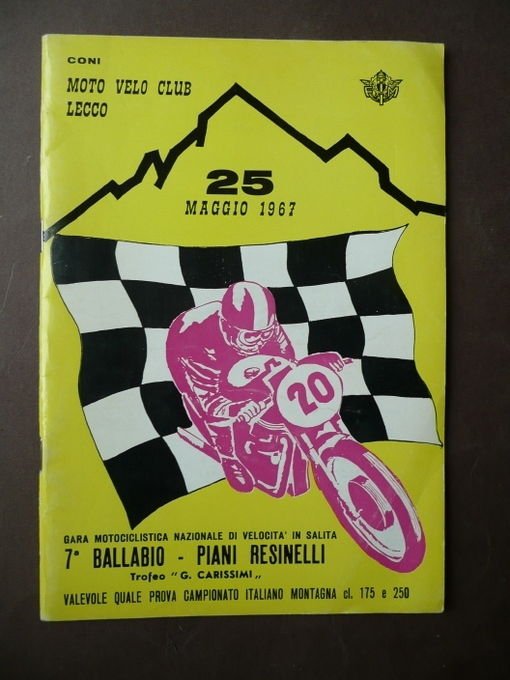 CONI
MOTO VELO CLUB
LECCO
25
MAGGIO 1967
20
GARA MOTOCICLISTICA NAZIONALE DI VELOCITA' IN SALITA
7° BALLABIO - PIANI RESINELLI
Trofeo "G. CARISSIMI„
VALEVOLE QUALE PROVA CAMPIONATO ITALIANO MONTAGNA cl. 175 e 250